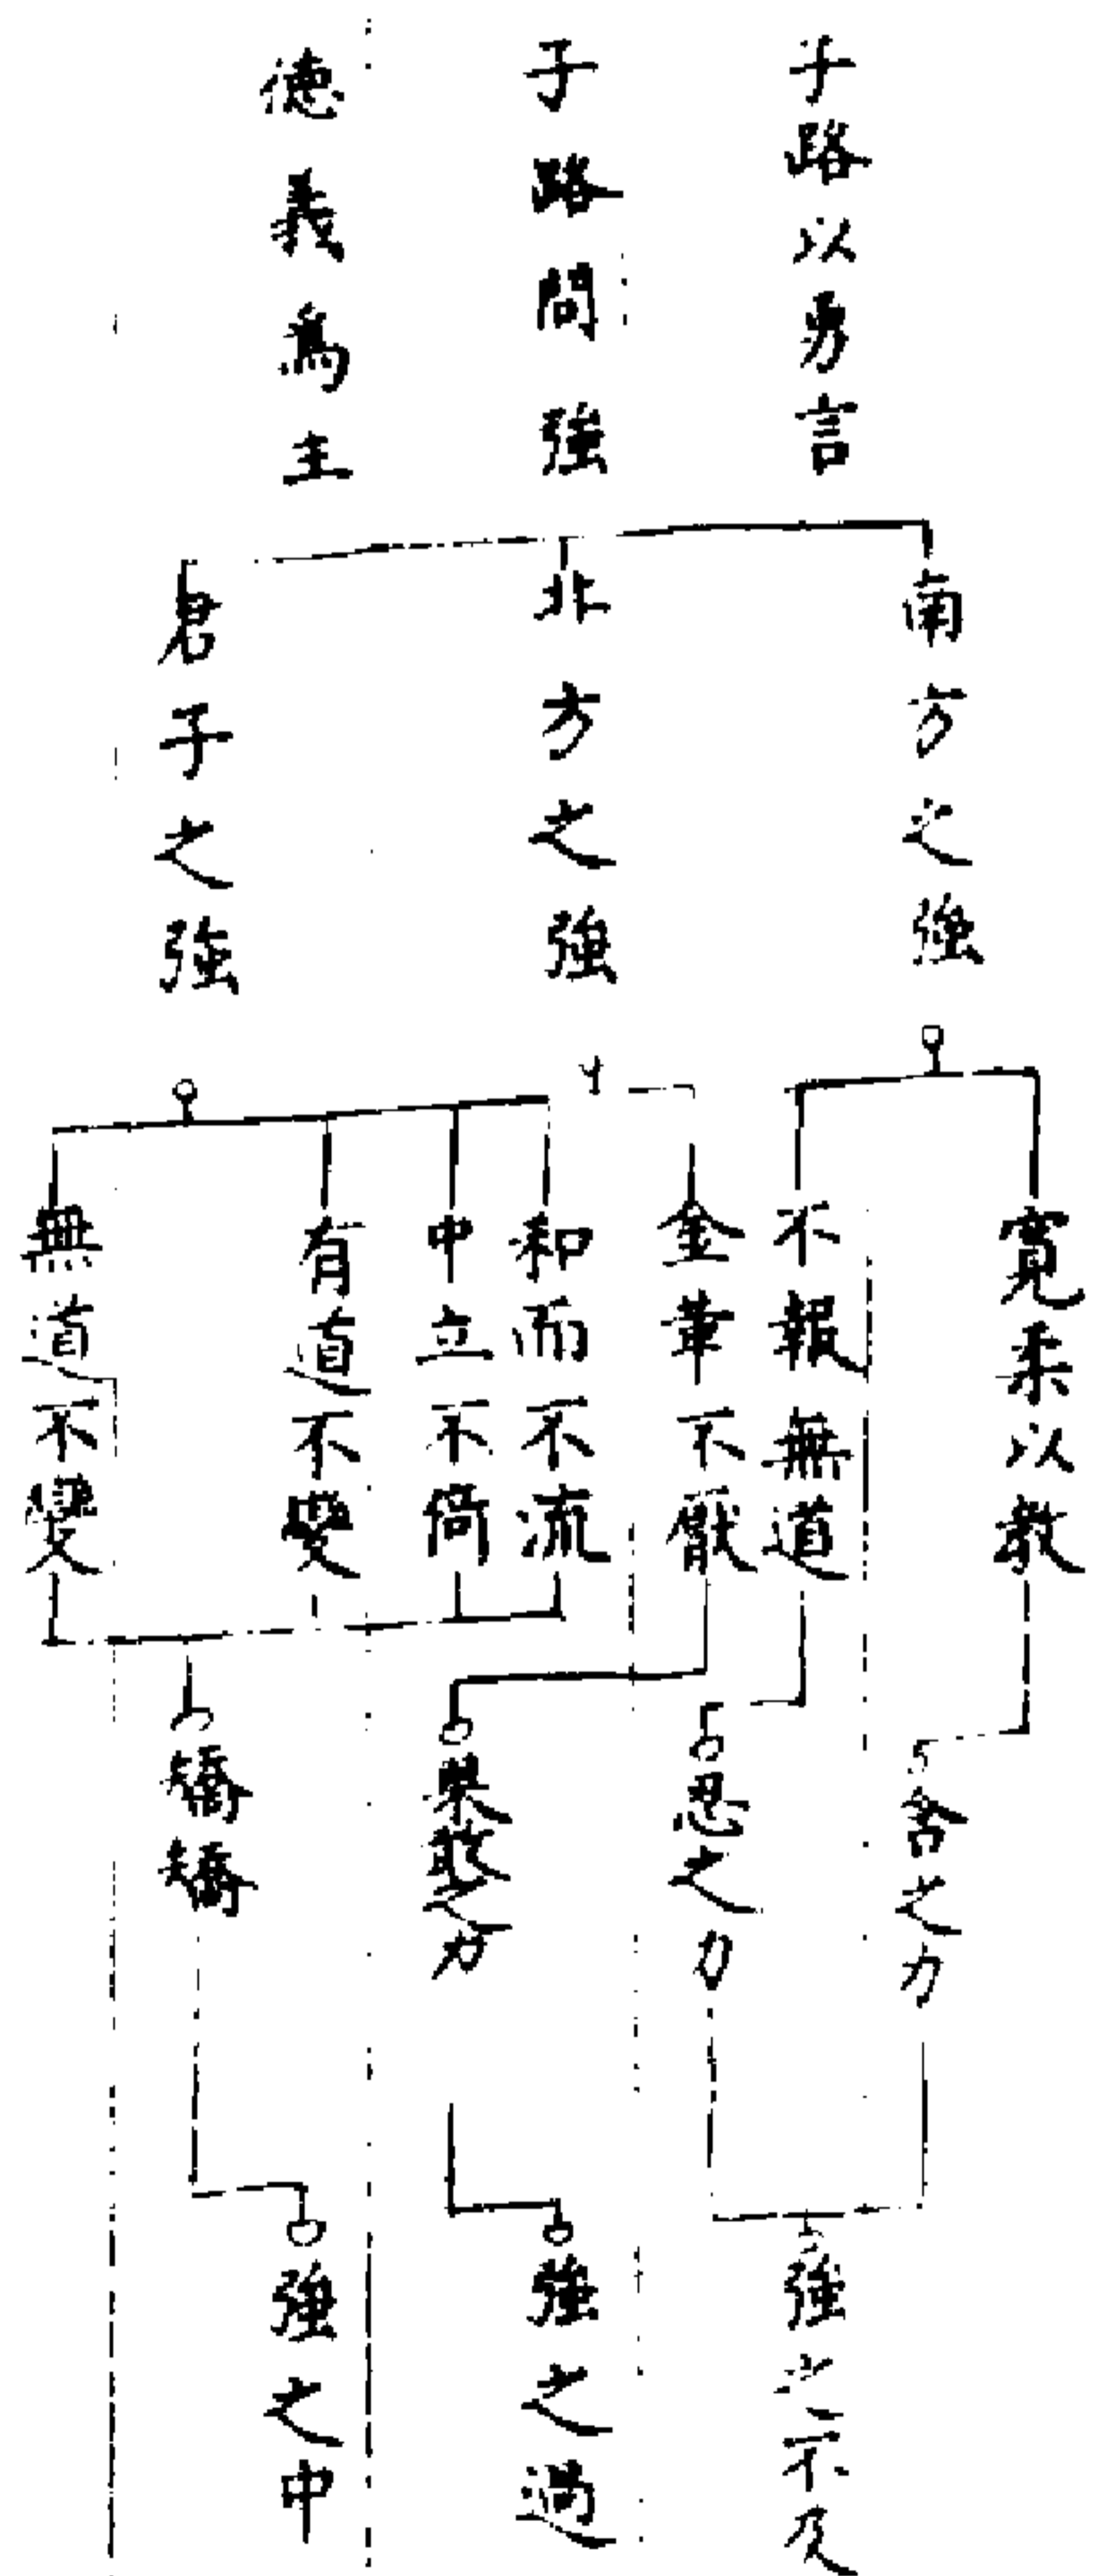 子路以勇言
子路問強
德義為主
南方之強
北方之強
君子之強
寬柔以教
不報無道
金革不厭
和而不流
中立不倚
有道不變
無道不變
含之力
忍之力
果敢之力
矯矯
強之不及
強之過
強之中